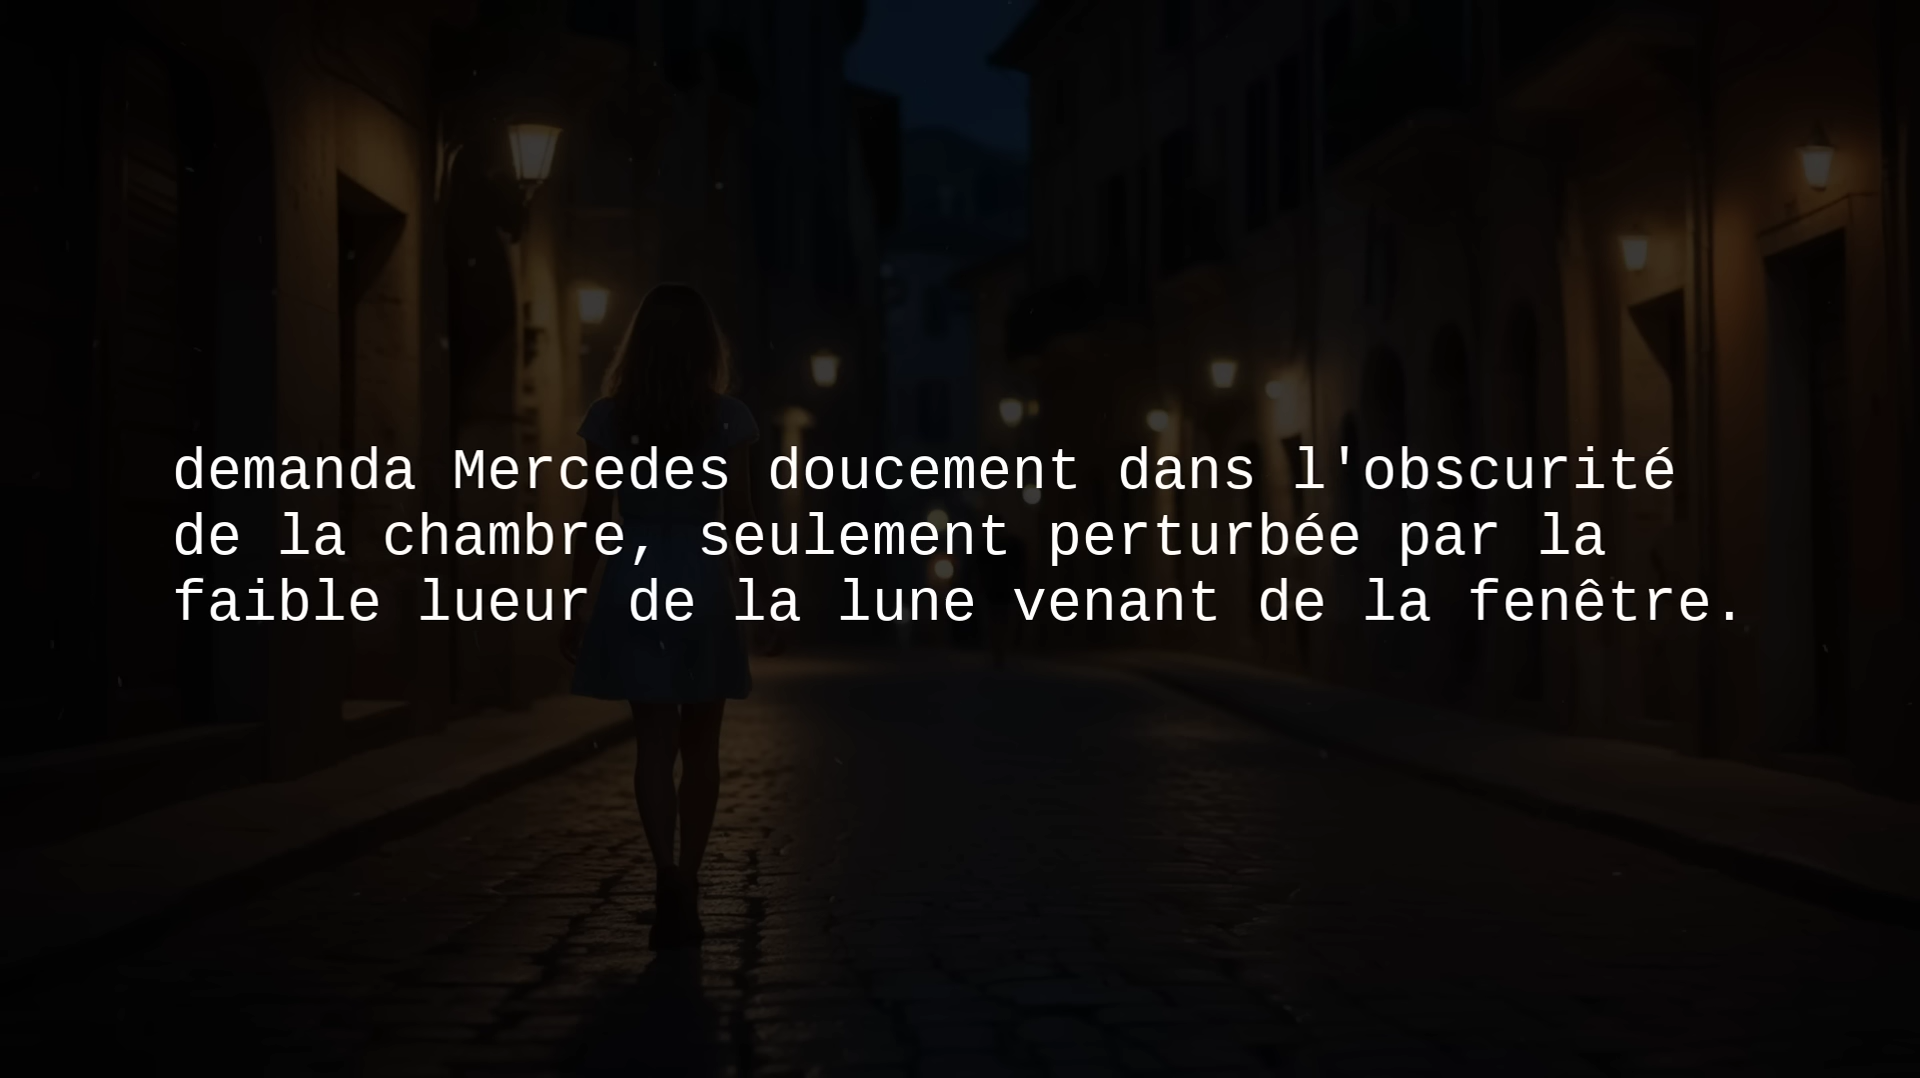 demanda Mercedes doucement dans l'obscurité
de la chambre, seulement perturbée par la
faible lueur de la lune venant de la fenêtre.